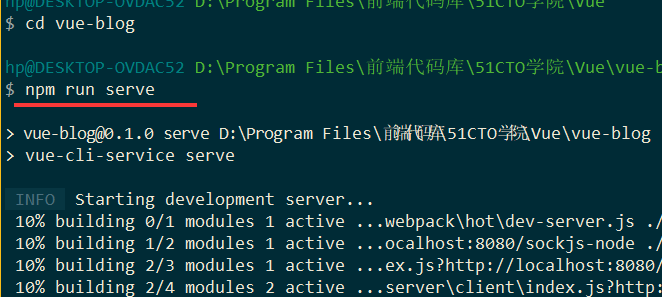 hp@DESKTOP-OVDAC52 D:\Program Files\前端代码库\51CTO学院\Vue
$ cd vue-blog
hp@DESKTOP-OVDAC52 D:\Program Files\前端代码库\51CTO学院\Vue\vue-b
$ npm run serve
> vue-blog@0.1.0 serve D:\Program Files\前端代码库\51CTO学院\Vue\vue-blog
> vue-cli-service serve
INFO Starting development server...
10% building 0/1 modules 1 active ...webpack\hot\dev-server.js ./
10% building 1/2 modules 1 active ...ocalhost:8080/sockjs-node ./
10% building 2/3 modules 1 active ...ex.js?http://localhost:8080/
10% building 2/4 modules 2 active ...server\client\index.js?http: